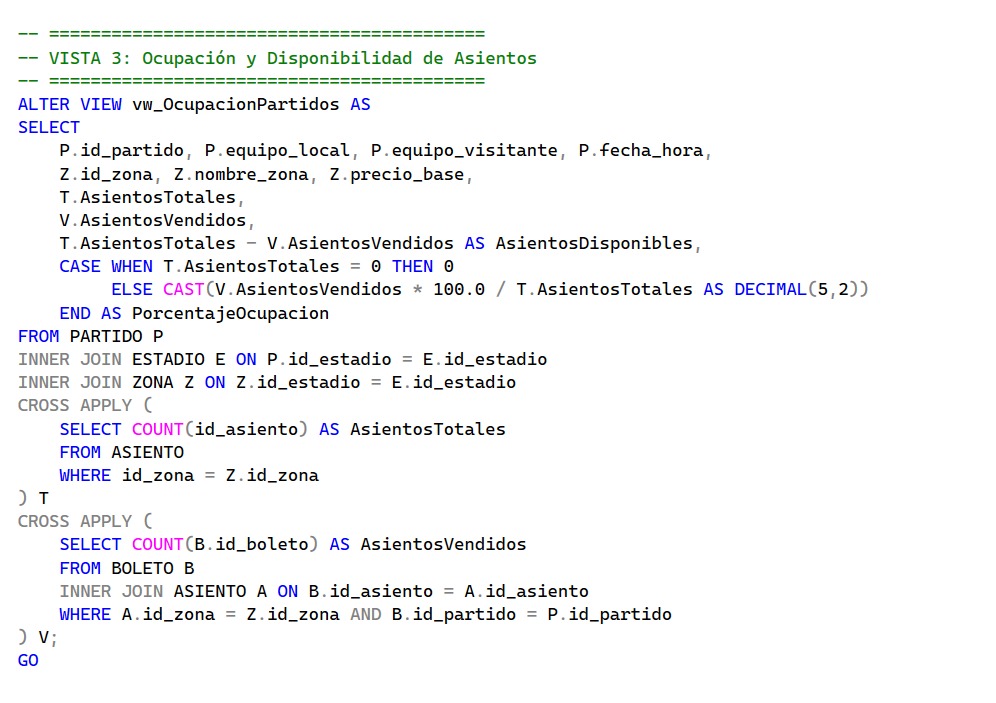 -- ==========================================
-- VISTA 3: Ocupación y Disponibilidad de Asientos
-- ==========================================
ALTER VIEW vw_OcupacionPartidos AS
SELECT
    P.id_partido, P.equipo_local, P.equipo_visitante, P.fecha_hora,
    Z.id_zona, Z.nombre_zona, Z.precio_base,
    T.AsientosTotales,
    V.AsientosVendidos,
    T.AsientosTotales - V.AsientosVendidos AS AsientosDisponibles,
    CASE WHEN T.AsientosTotales = 0 THEN 0
         ELSE CAST(V.AsientosVendidos * 100.0 / T.AsientosTotales AS DECIMAL(5,2))
    END AS PorcentajeOcupacion
FROM PARTIDO P
INNER JOIN ESTADIO E ON P.id_estadio = E.id_estadio
INNER JOIN ZONA Z ON Z.id_estadio = E.id_estadio
CROSS APPLY (
    SELECT COUNT(id_asiento) AS AsientosTotales
    FROM ASIENTO
    WHERE id_zona = Z.id_zona
) T
CROSS APPLY (
    SELECT COUNT(B.id_boleto) AS AsientosVendidos
    FROM BOLETO B
    INNER JOIN ASIENTO A ON B.id_asiento = A.id_asiento
    WHERE A.id_zona = Z.id_zona AND B.id_partido = P.id_partido
) V;
GO